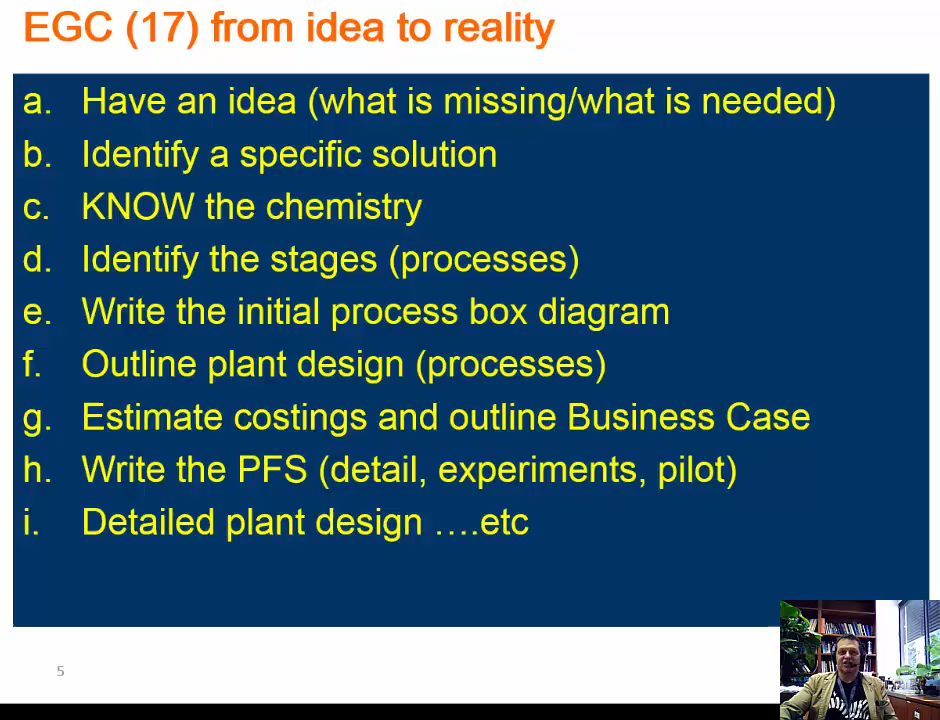 EGC (17) from idea to reality
a. Have an idea (what is missing/what is needed)
b. Identify a specific solution
c. KNOW the chemistry
d. Identify the stages (processes)
e. Write the initial process box diagram
f. Outline plant design (processes)
g. Estimate costings and outline Business Case
h. Write the PFS (detail, experiments, pilot)
i. Detailed plant design ….etc
5